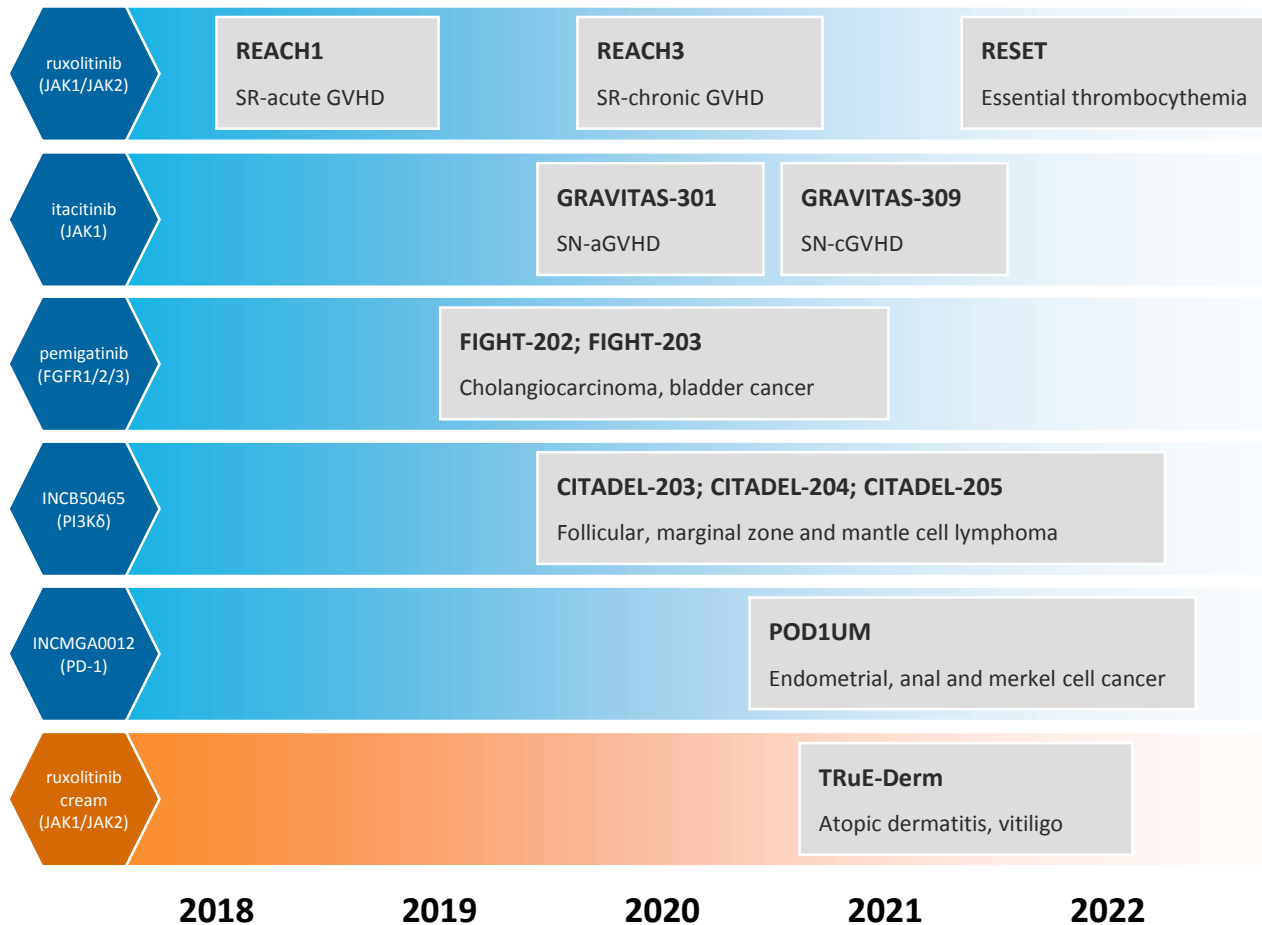 ruxolitinib
(JAK1/JAK2)
REACH1
SR-acute GVHD
REACH3
SR-chronic GVHD
RESET
Essential thrombocythemia
itacitinib
(JAK1)
GRAVITAS-301
SN-aGVHD
GRAVITAS-309
SN-cGVHD
pemigatinib
(FGFR1/2/3)
FIGHT-202; FIGHT-203
Cholangiocarcinoma, bladder cancer
INCB50465
(PI3Kδ)
CITADEL-203; CITADEL-204; CITADEL-205
Follicular, marginal zone and mantle cell lymphoma
INCMGA0012
(PD-1)
POD1UM
Endometrial, anal and merkel cell cancer
ruxolitinib
cream
(JAK1/JAK2)
TRuE-Derm
Atopic dermatitis, vitiligo
2018 2019 2020 2021 2022